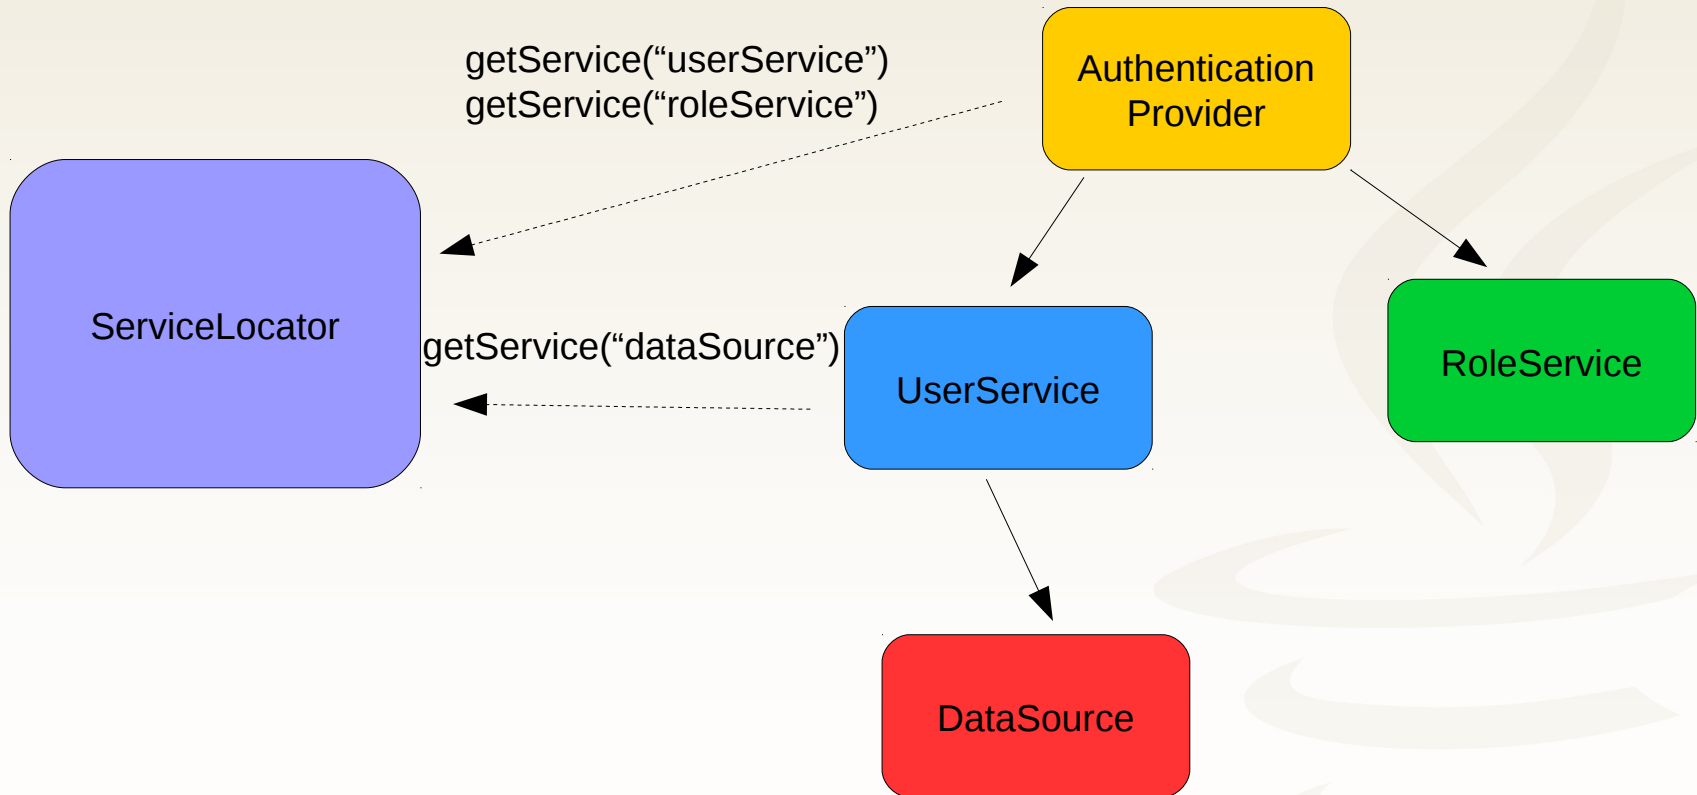 getService(“userService”)
getService(“roleService”)
Authentication
Provider
ServiceLocator
getService(“dataSource”)
UserService
RoleService
DataSource